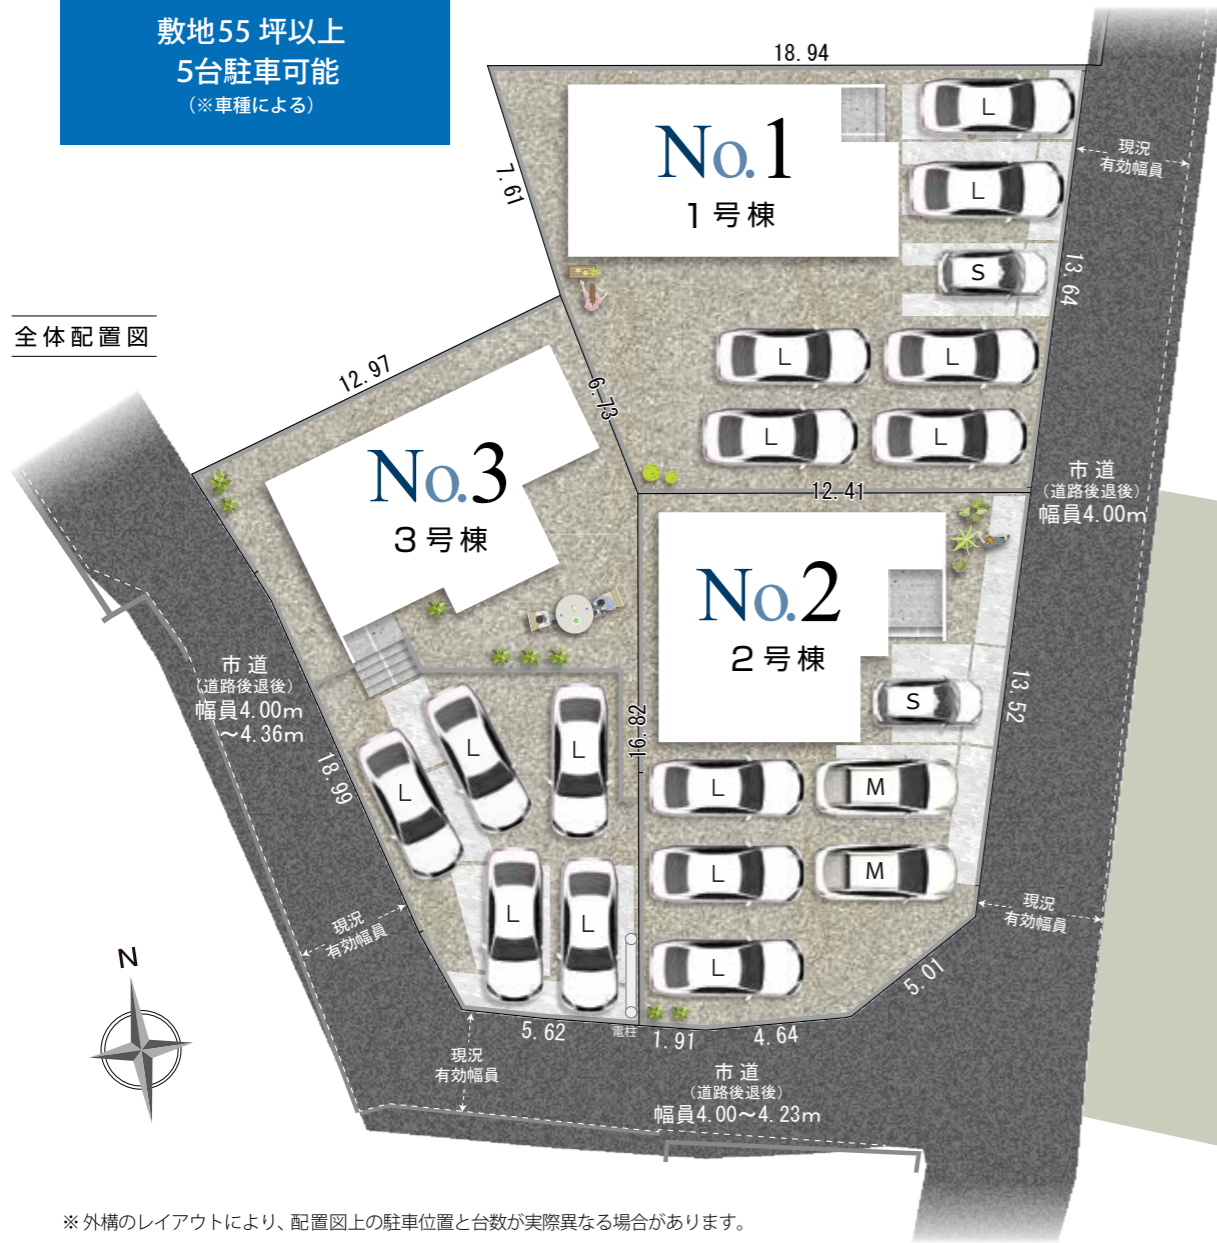 敷地55 坪以上
5台駐車可能
（※車種による）
全体配置図
18.94
7.61
No.1
1号棟
L
L
S
L
L
L
L
13.64
現況
有効幅員
12.97
6.73
No.3
3号棟
12.41
市道
（道路後退後）
幅員4.00m
No.2
2号棟
S
13.52
市道
（道路後退後）
幅員4.00m
～4.36m
18.99
16.82
L
L
L
L
L
L
M
L
M
L
現況
有効幅員
現況
有効幅員
5.01
N
5.62
電柱
1.91
4.64
現況
有効幅員
市道
（道路後退後）
幅員4.00～4.23m
※ 外構のレイアウトにより、配置図上の駐車位置と台数が実際異なる場合があります。